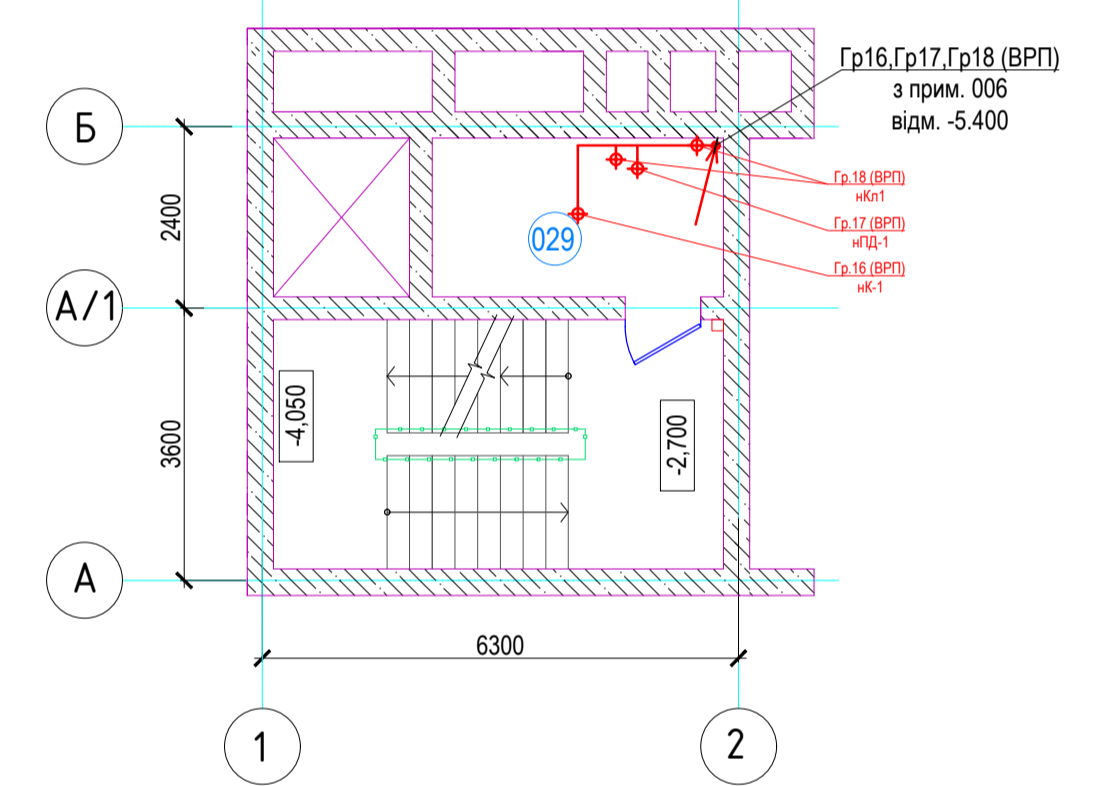 Гр16,Гр17,Гр18 (ВРП)
з прим. 006
відм. -5.400
Б
Гр.18 (ВРП)
нКл1
2400
029
Гр.17 (ВРП)
нПД-1
Гр.16 (ВРП)
нК-1
А/1
-4,050
-2,700
3600
А
6300
1
2